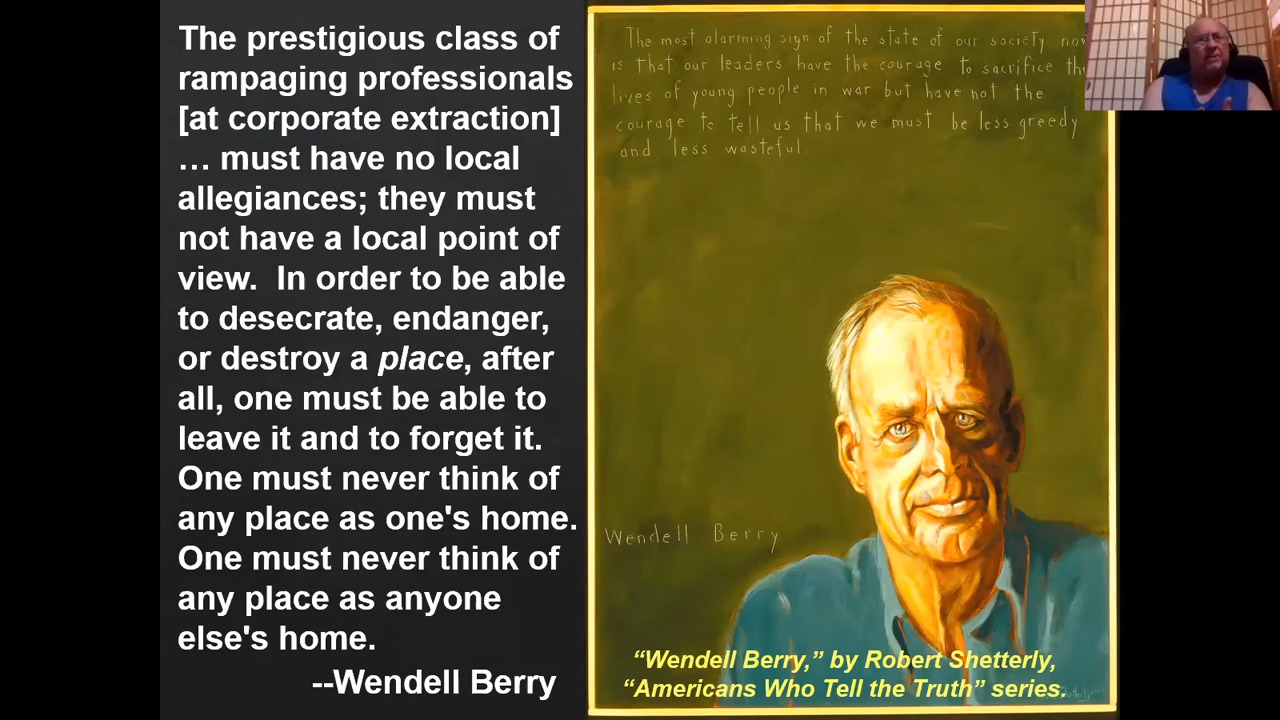 The prestigious class of
rampaging professionals
[at corporate extraction]
… must have no local
allegiances; they must
not have a local point of
view.  In order to be able
to desecrate, endanger,
or destroy a place, after
all, one must be able to
leave it and to forget it.
One must never think of
any place as one's home.
One must never think of
any place as anyone
else's home.
--Wendell Berry
The most alarming sign of the state of our society now
is that our leaders have the courage to sacrifice the
lives of young people in war but have not the
courage to tell us that we must be less greedy
and less wasteful.
Wendell Berry
“Wendell Berry,” by Robert Shetterly,
“Americans Who Tell the Truth” series.